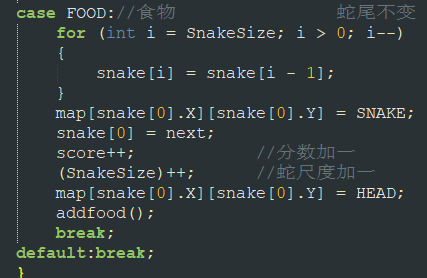 case FOOD://食物 蛇尾不变
for (int i = SnakeSize; i > 0; i--)
{
snake[i] = snake[i - 1];
}
map[snake[0].X][snake[0].Y] = SNAKE;
snake[0] = next;
score++; //分数加一
(SnakeSize)++; //蛇尺度加一
map[snake[0].X][snake[0].Y] = HEAD;
addfood();
break;
default:break;
}